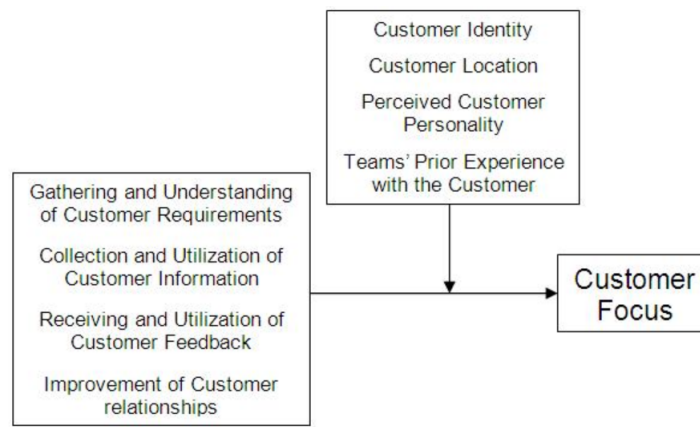 Customer Identity
Customer Location
Perceived Customer
Personality
Teams' Prior Experience
with the Customer
Gathering and Understanding
of Customer Requirements
Collection and Utilization of
Customer Information
Receiving and Utilization of
Customer Feedback
Improvement of Customer
relationships
Customer
Focus